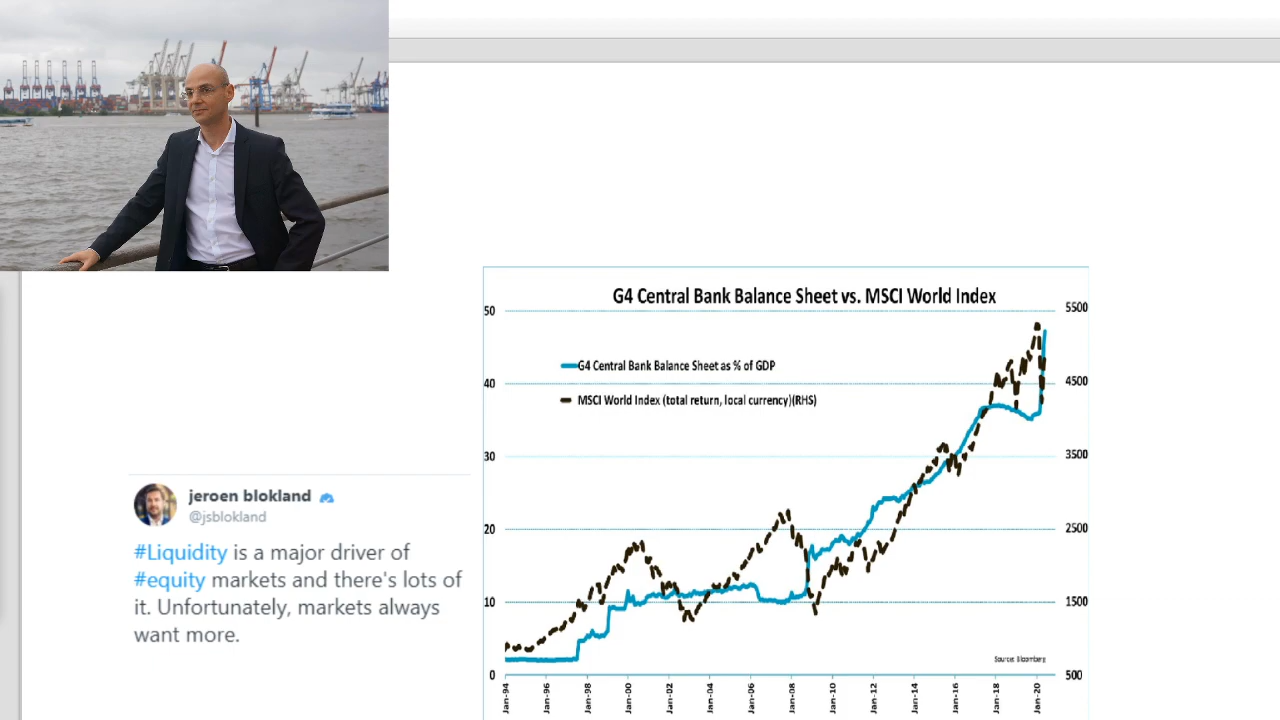 G4 Central Bank Balance Sheet vs. MSCI World Index
50
5500
G4 Central Bank Balance Sheet as % of GDP
40
4500
MSCI World Index (total return, local currency)(RHS)
30
3500
20
2500
10
1500
Source: Bloomberg
0
500
Jan-94
Jan-96
Jan-98
Jan-00
Jan-02
Jan-04
Jan-06
Jan-08
Jan-10
Jan-12
Jan-14
Jan-16
Jan-18
Jan-20
jeroen blokland
@jsblokland
#Liquidity is a major driver of
#equity markets and there's lots of
it. Unfortunately, markets always
want more.